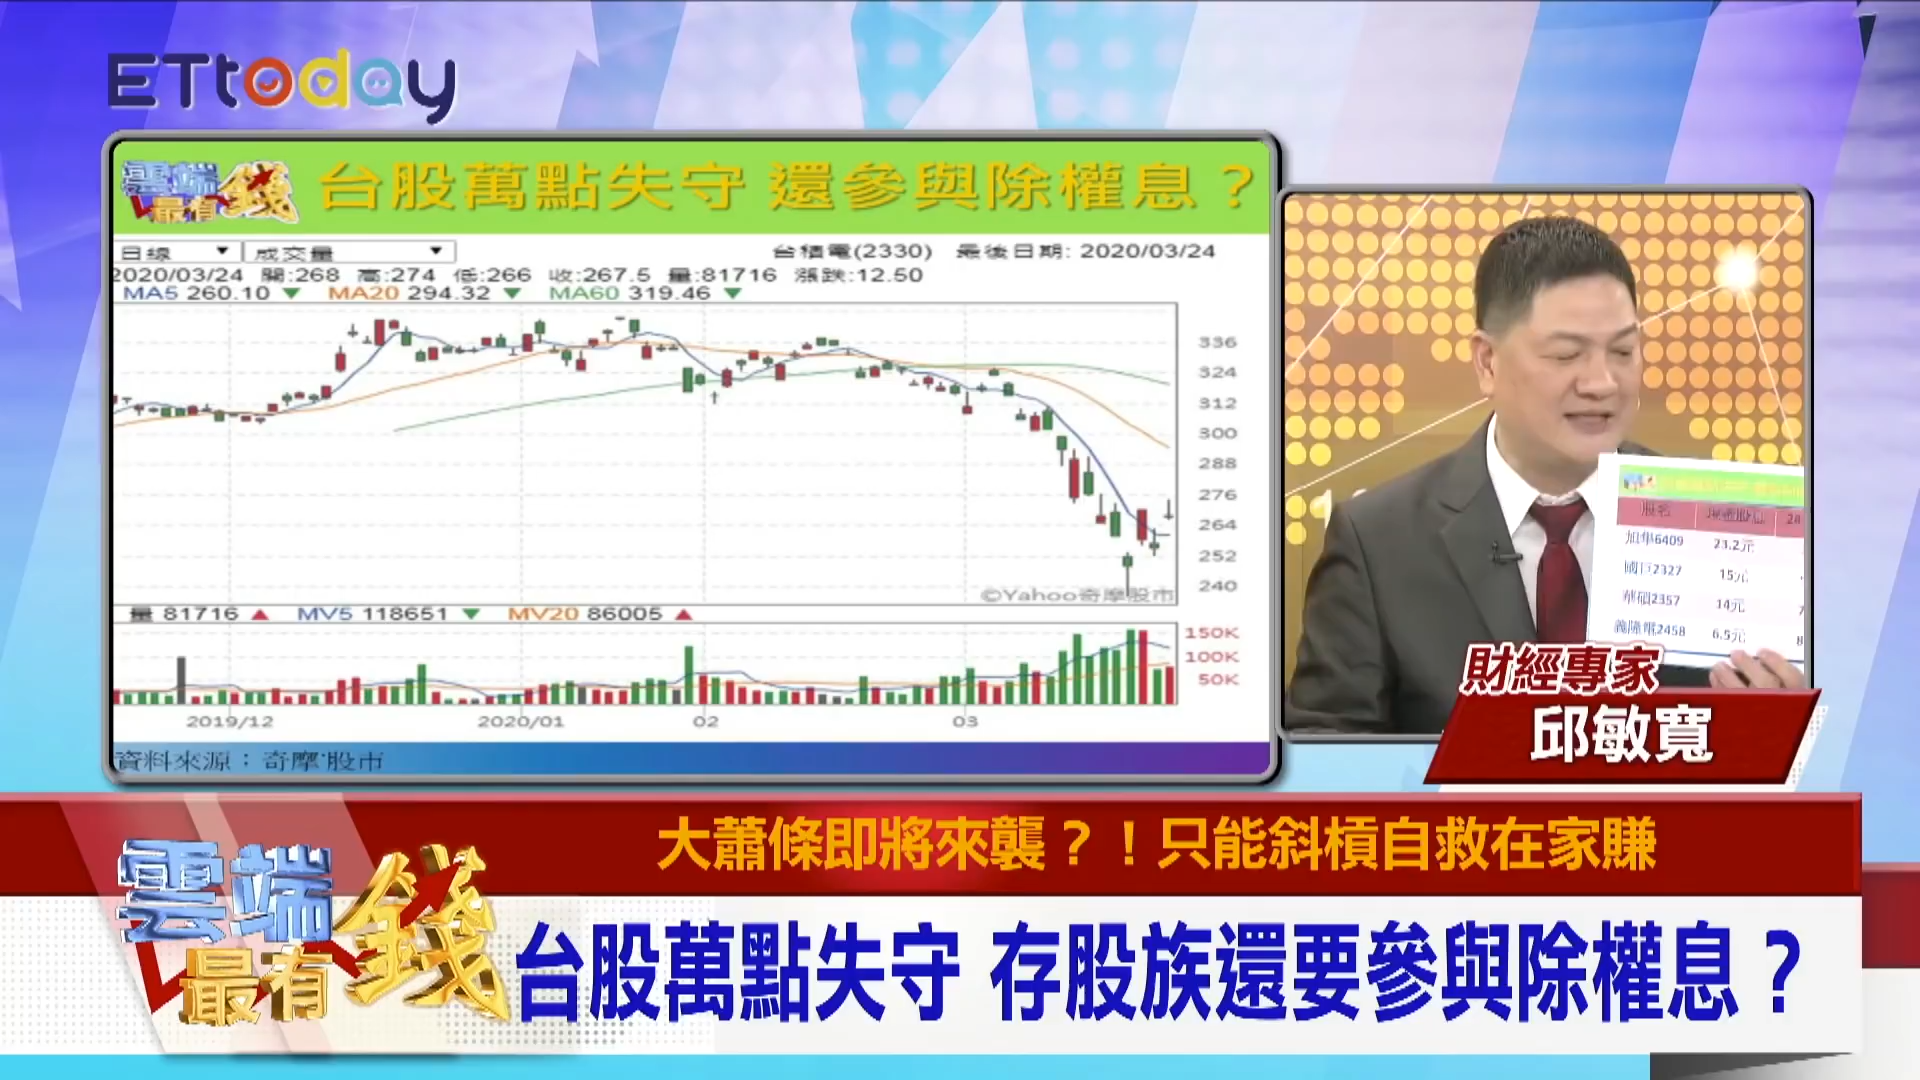 ETtoday
雲端最有錢 台股萬點失守 還參與除權息？
日線 成交量 台積電(2330) 最後日期: 2020/03/24
2020/03/24 開:268 高:274 低:266 收:267.5 量:81716 漲跌:12.50
MA5 260.10 ▼ MA20 294.32 ▼ MA60 319.46 ▼
336
324
312
300
288
276
264
252
240
©Yahoo奇摩股市
量 81716 ▲ MV5 118651 ▼ MV20 86005 ▲
150K
100K
50K
2019/12 2020/01 02 03
資料來源：奇摩股市
股名 現金股息
旭隼6409 23.2元
國巨2327 15元
華碩2357 14元
義隆電2458 6.5元
財經專家
邱敏寬
大蕭條即將來襲？！只能斜槓自救在家賺
雲端最有錢
台股萬點失守 存股族還要參與除權息？